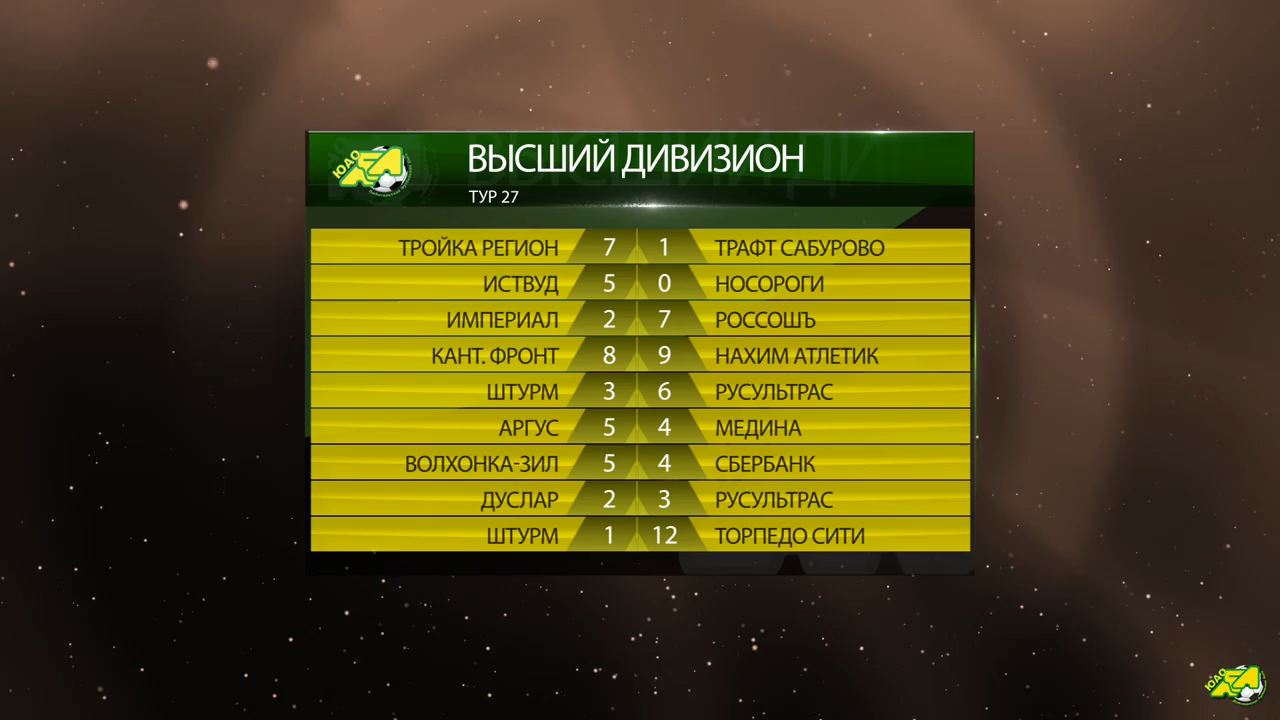 ВЫСШИЙ ДИВИЗИОН
ТУР 27
ТРОЙКА РЕГИОН 7 1 ТРАФТ САБУРОВО
ИСТВУД 5 0 НОСОРОГИ
ИМПЕРИАЛ 2 7 РОССОШЪ
КАНТ. ФРОНТ 8 9 НАХИМ АТЛЕТИК
ШТУРМ 3 6 РУСУЛЬТРАС
АРГУС 5 4 МЕДИНА
ВОЛХОНКА-ЗИЛ 5 4 СБЕРБАНК
ДУСЛАР 2 3 РУСУЛЬТРАС
ШТУРМ 1 12 ТОРПЕДО СИТИ
ЮАО
ЮАО